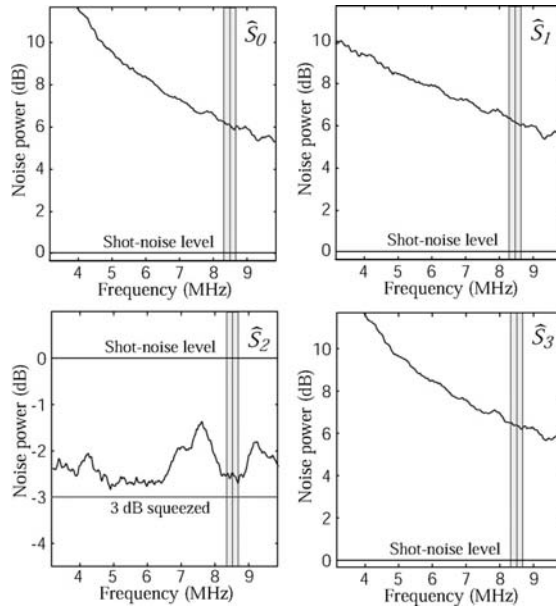 Ŝ0
Noise power (dB)
10
8
6
4
2
0
Shot-noise level
4 5 6 7 8 9
Frequency (MHz)
Ŝ1
Noise power (dB)
10
8
6
4
2
0
Shot-noise level
4 5 6 7 8 9
Frequency (MHz)
Ŝ2
Noise power (dB)
0
-1
-2
-3
-4
Shot-noise level
3 dB squeezed
4 5 6 7 8 9
Frequency (MHz)
Ŝ3
Noise power (dB)
10
8
6
4
2
0
Shot-noise level
4 5 6 7 8 9
Frequency (MHz)